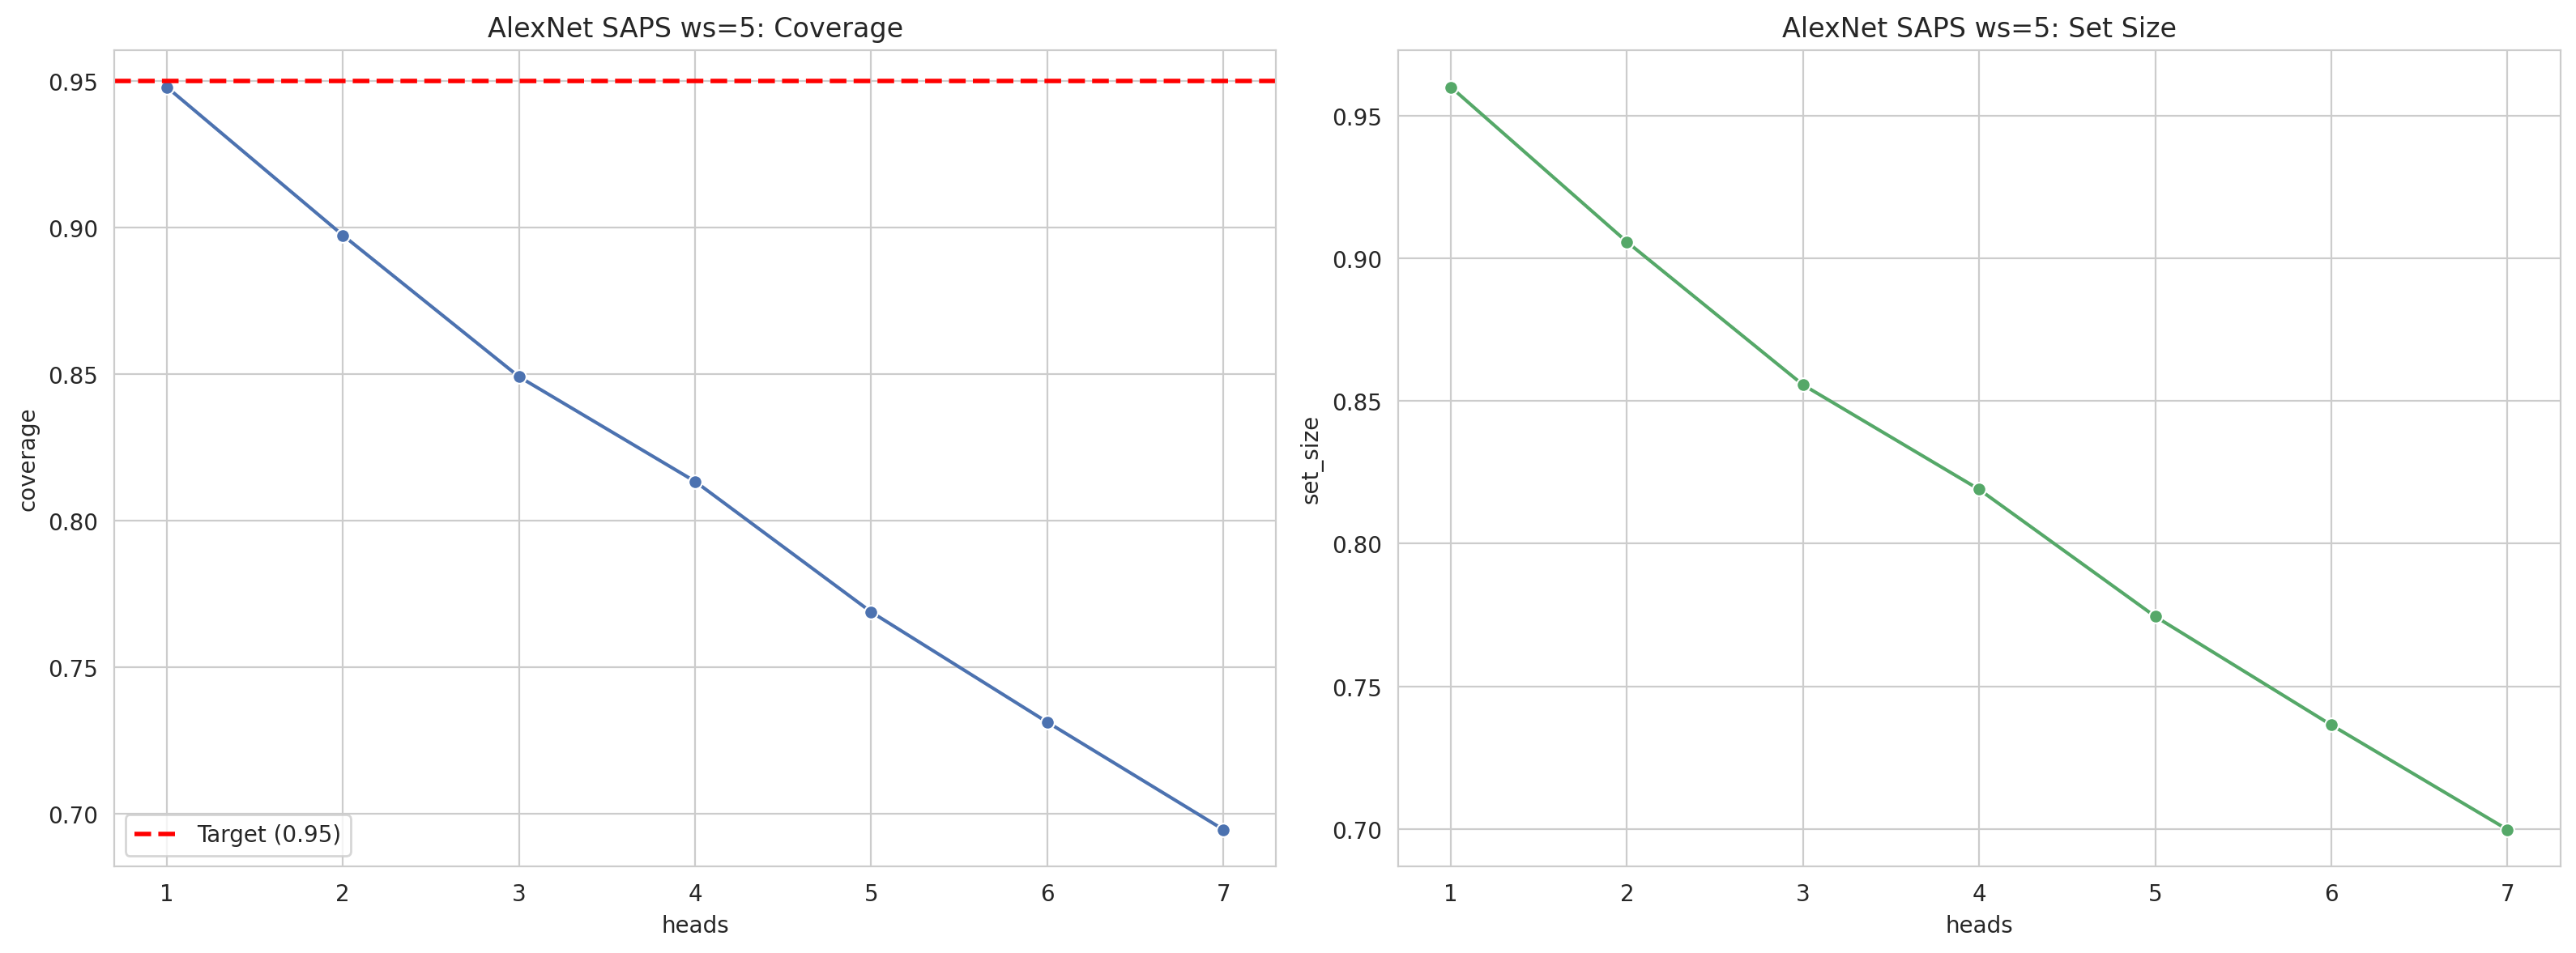 AlexNet SAPS ws=5: Coverage
coverage
0.95
0.90
0.85
0.80
0.75
0.70
Target (0.95)
1 2 3 4 5 6 7
heads
AlexNet SAPS ws=5: Set Size
set_size
0.95
0.90
0.85
0.80
0.75
0.70
1 2 3 4 5 6 7
heads